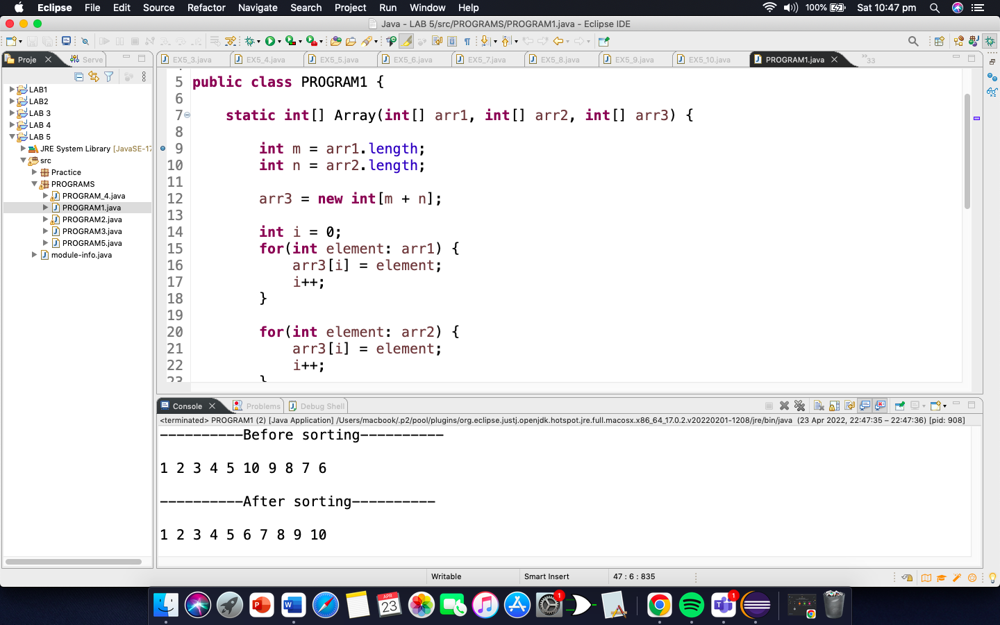 Eclipse File Edit Source Refactor Navigate Search Project Run Window Help 100% Sat 10:47 pm
Java - LAB 5/src/PROGRAMS/PROGRAM1.java - Eclipse IDE
Proje Serve EX5_3.java EX5_4.java EX5_5.java EX5_6.java EX5_7.java EX5_8.java EX5_9.java EX5_10.java PROGRAM1.java 33
LAB1
LAB2
LAB 3
LAB 4
LAB 5
JRE System Library [JavaSE-17
src
Practice
PROGRAMS
PROGRAM_4.java
PROGRAM1.java
PROGRAM2.java
PROGRAM3.java
PROGRAM5.java
module-info.java
5 public class PROGRAM1 {
6
7 static int[] Array(int[] arr1, int[] arr2, int[] arr3) {
8
9 int m = arr1.length;
10 int n = arr2.length;
11
12 arr3 = new int[m + n];
13
14 int i = 0;
15 for(int element: arr1) {
16 arr3[i] = element;
17 i++;
18 }
19
20 for(int element: arr2) {
21 arr3[i] = element;
22 i++;
23 }
Console Problems Debug Shell
<terminated> PROGRAM1 (2) [Java Application] /Users/macbook/.p2/pool/plugins/org.eclipse.justj.openjdk.hotspot.jre.full.macosx.x86_64_17.0.2.v20220201-1208/jre/bin/java (23 Apr 2022, 22:47:35 – 22:47:36) [pid: 908]
----------Before sorting----------
1 2 3 4 5 10 9 8 7 6
----------After sorting----------
1 2 3 4 5 6 7 8 9 10
Writable Smart Insert 47 : 6 : 835
APR
23
1
1